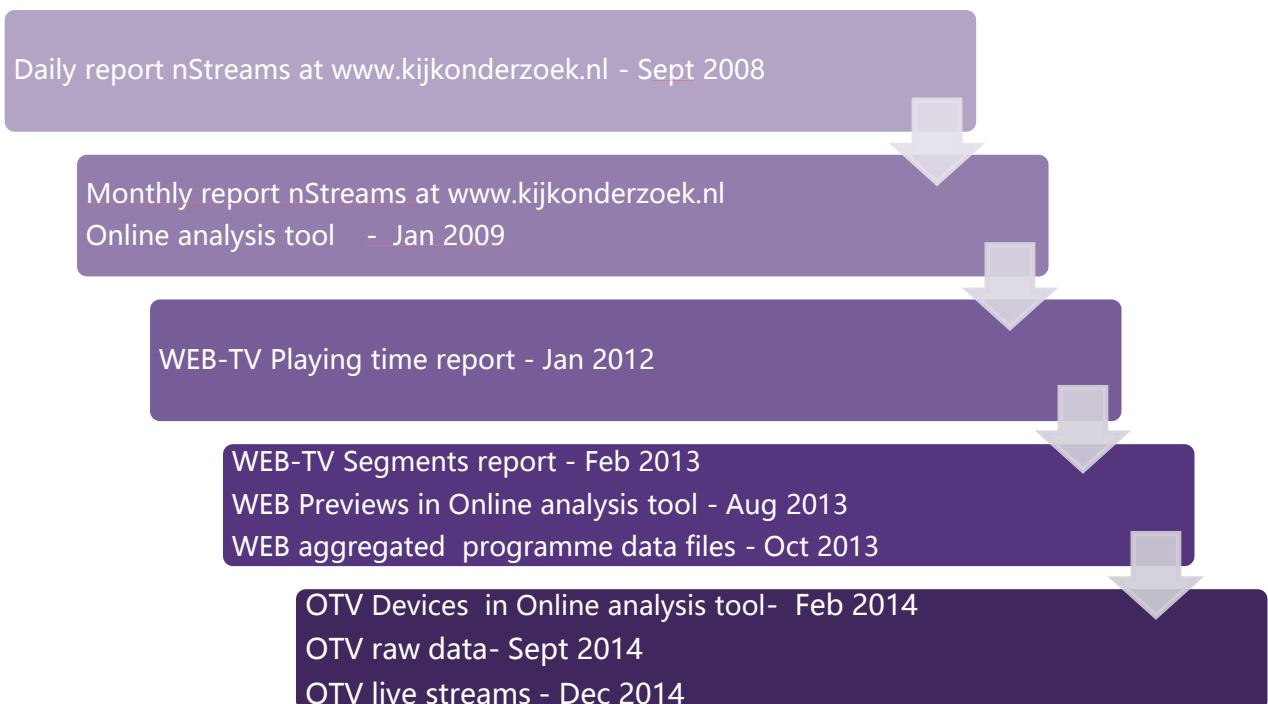 Daily report nStreams at www.kijkonderzoek.nl - Sept 2008
Monthly report nStreams at www.kijkonderzoek.nl
Online analysis tool - Jan 2009
WEB-TV Playing time report - Jan 2012
WEB-TV Segments report - Feb 2013
WEB Previews in Online analysis tool - Aug 2013
WEB aggregated programme data files - Oct 2013
OTV Devices in Online analysis tool- Feb 2014
OTV raw data- Sept 2014
OTV live streams - Dec 2014